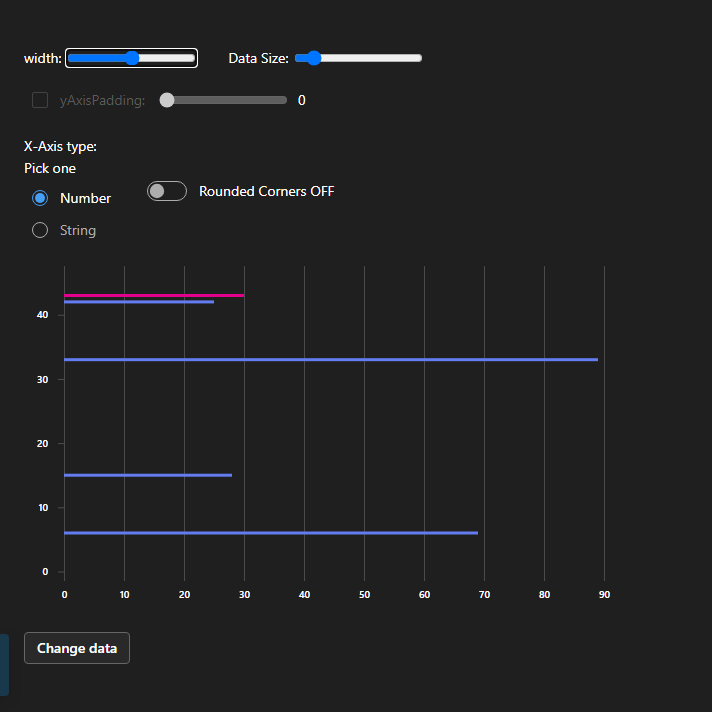 width: Data Size:
yAxisPadding: 0
X-Axis type:
Pick one
Number Rounded Corners OFF
String
40
30
20
10
0
0 10 20 30 40 50 60 70 80 90
Change data